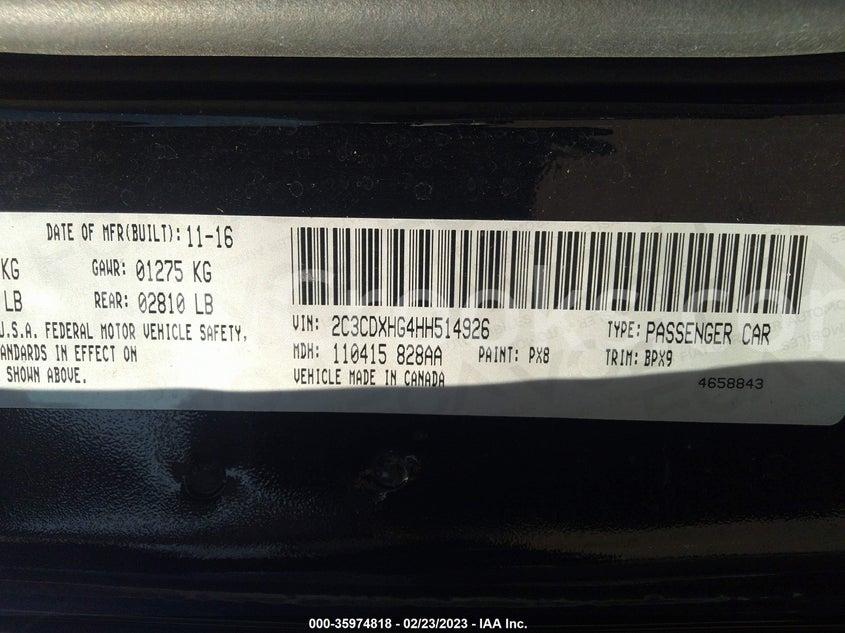 DATE OF MFR(BUILT): 11-16
KG GAWR: 01275 KG
LB REAR: 02810 LB
U.S.A. FEDERAL MOTOR VEHICLE SAFETY,
ANDARDS IN EFFECT ON
SHOWN ABOVE.
VIN: 2C3CDXHG4HH514926 TYPE: PASSENGER CAR
MDH: 110415 828AA PAINT: PX8 TRIM: BPX9
VEHICLE MADE IN CANADA
4658843
000-35974818 - 02/23/2023 - IAA Inc.